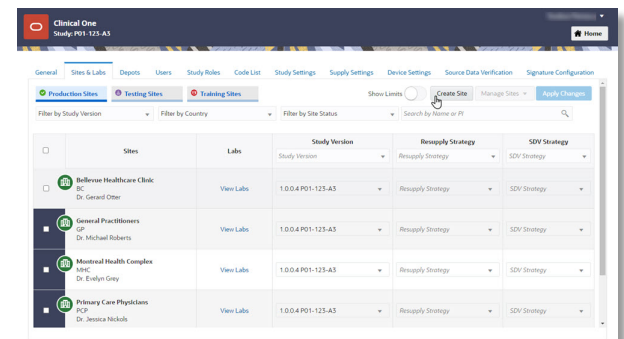 Clinical One
Study: P01-123-A3
Home
General Sites & Labs Depots Users Study Roles Code List Study Settings Supply Settings Device Settings Source Data Verification Signature Configuration
Production Sites Testing Sites Training Sites Show Limits Create Site Manage Sites Apply Changes
Filter by Study Version Filter by Country Filter by Site Status Search by Name or PI
Sites Labs Study Version Resupply Strategy SDV Strategy
Study Version Resupply Strategy SDV Strategy
Bellevue Healthcare Clinic
BC View Labs 1.0.0.4 P01-123-A3 Resupply Strategy SDV Strategy
Dr. Gerard Otter
General Practitioners
GP View Labs 1.0.0.4 P01-123-A3 Resupply Strategy SDV Strategy
Dr. Michael Roberts
Montreal Health Complex
MHC View Labs 1.0.0.4 P01-123-A3 Resupply Strategy SDV Strategy
Dr. Evelyn Grey
Primary Care Physicians
PCP View Labs 1.0.0.4 P01-123-A3 Resupply Strategy SDV Strategy
Dr. Jessica Nickols